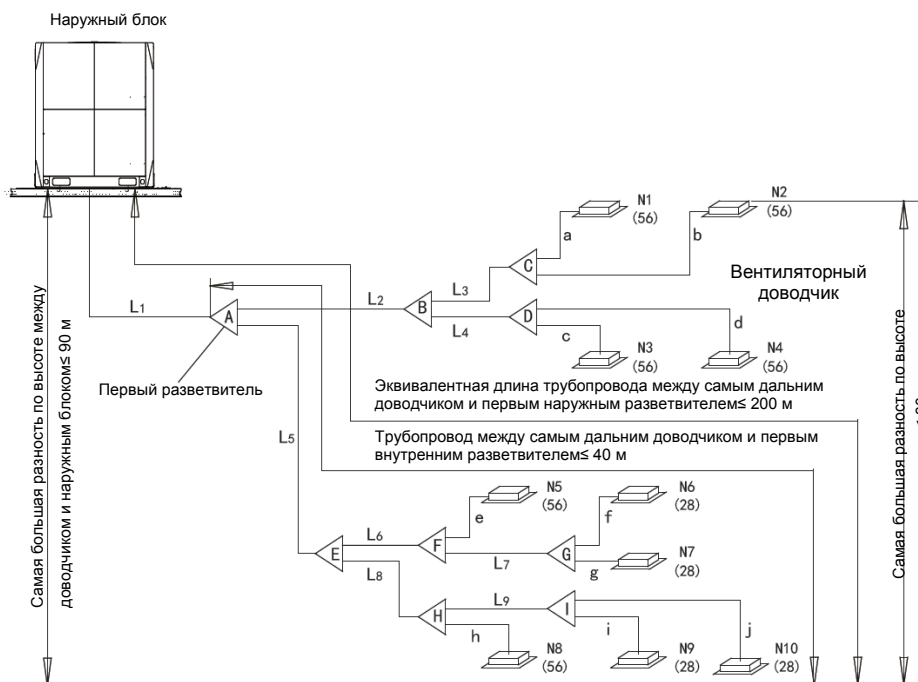 Наружный блок
N1
(56)
N2
(56)
a
b
C
Вентиляторный
доводчик
L3
L2
B
L1
A
L4
D
d
c
N3
(56)
N4
(56)
Первый разветвитель
Эквивалентная длина трубопровода между самым дальним
доводчиком и первым наружным разветвителем≤ 200 м
Трубопровод между самым дальним доводчиком и первым
внутренним разветвителем≤ 40 м
L5
N5
(56)
N6
(28)
e
f
L6
F
E
L7
G
N7
(28)
g
L8
L9
I
H
h
i
j
N8
(56)
N9
(28)
N10
(28)
Самая большая разность по высоте между
доводчиком и наружным блоком≤ 90 м
Самая большая разность по высоте